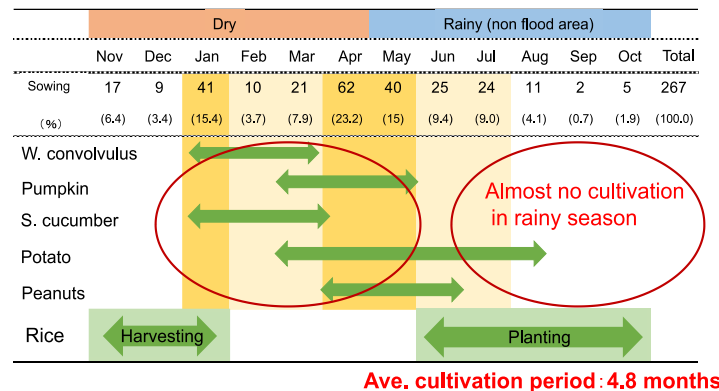 Dry Rainy (non flood area)
Nov Dec Jan Feb Mar Apr May Jun Jul Aug Sep Oct Total
Sowing 17 9 41 10 21 62 40 25 24 11 2 5 267
(%) (6.4) (3.4) (15.4) (3.7) (7.9) (23.2) (15) (9.4) (9.0) (4.1) (0.7) (1.9) (100.0)
W. convolvulus
Pumpkin
S. cucumber
Potato
Peanuts
Almost no cultivation
in rainy season
Rice Harvesting Planting
Ave. cultivation period: 4.8 months